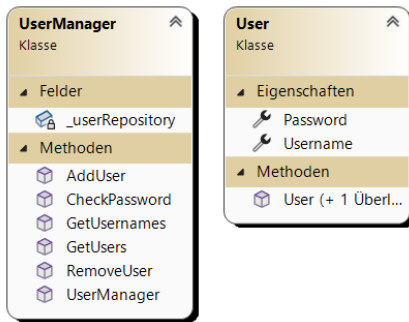 UserManager
Klasse
Felder
_userRepository
Methoden
AddUser
CheckPassword
GetUsernames
GetUsers
RemoveUser
UserManager
User
Klasse
Eigenschaften
Password
Username
Methoden
User (+ 1 Überl...